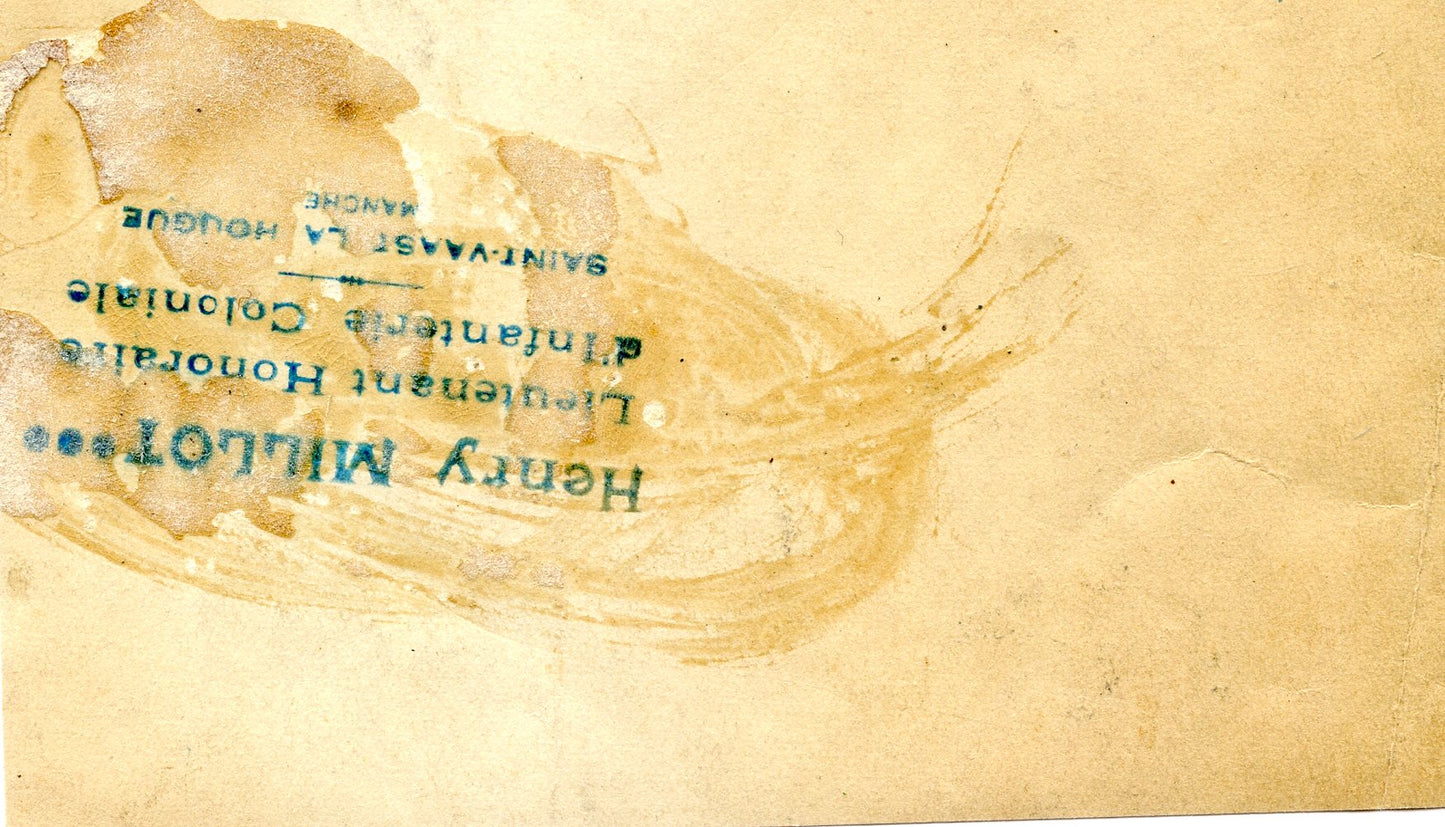 Henry MILLOT•••
Lieutenant Honoraire
d'Infanterie Coloniale
SAINT-VAAST LA HOUGUE
MANCHE